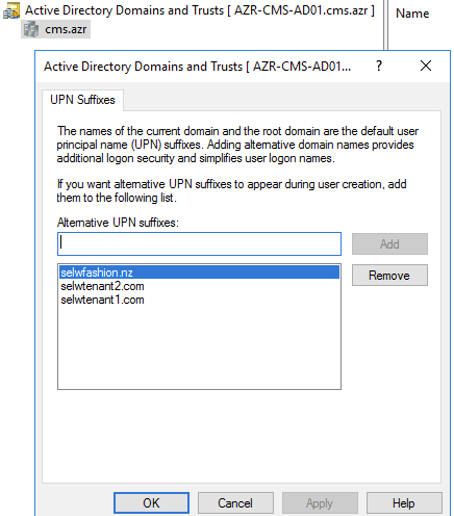 Active Directory Domains and Trusts [ AZR-CMS-AD01.cms.azr ]
Name
cms.azr
Active Directory Domains and Trusts [ AZR-CMS-AD01...
?
UPN Suffixes
The names of the current domain and the root domain are the default user
principal name (UPN) suffixes. Adding alternative domain names provides
additional logon security and simplifies user logon names.
If you want alternative UPN suffixes to appear during user creation, add
them to the following list.
Alternative UPN suffixes:
Add
selwfashion.nz
Remove
selwtenant2.com
selwtenant1.com
OK
Cancel
Apply
Help